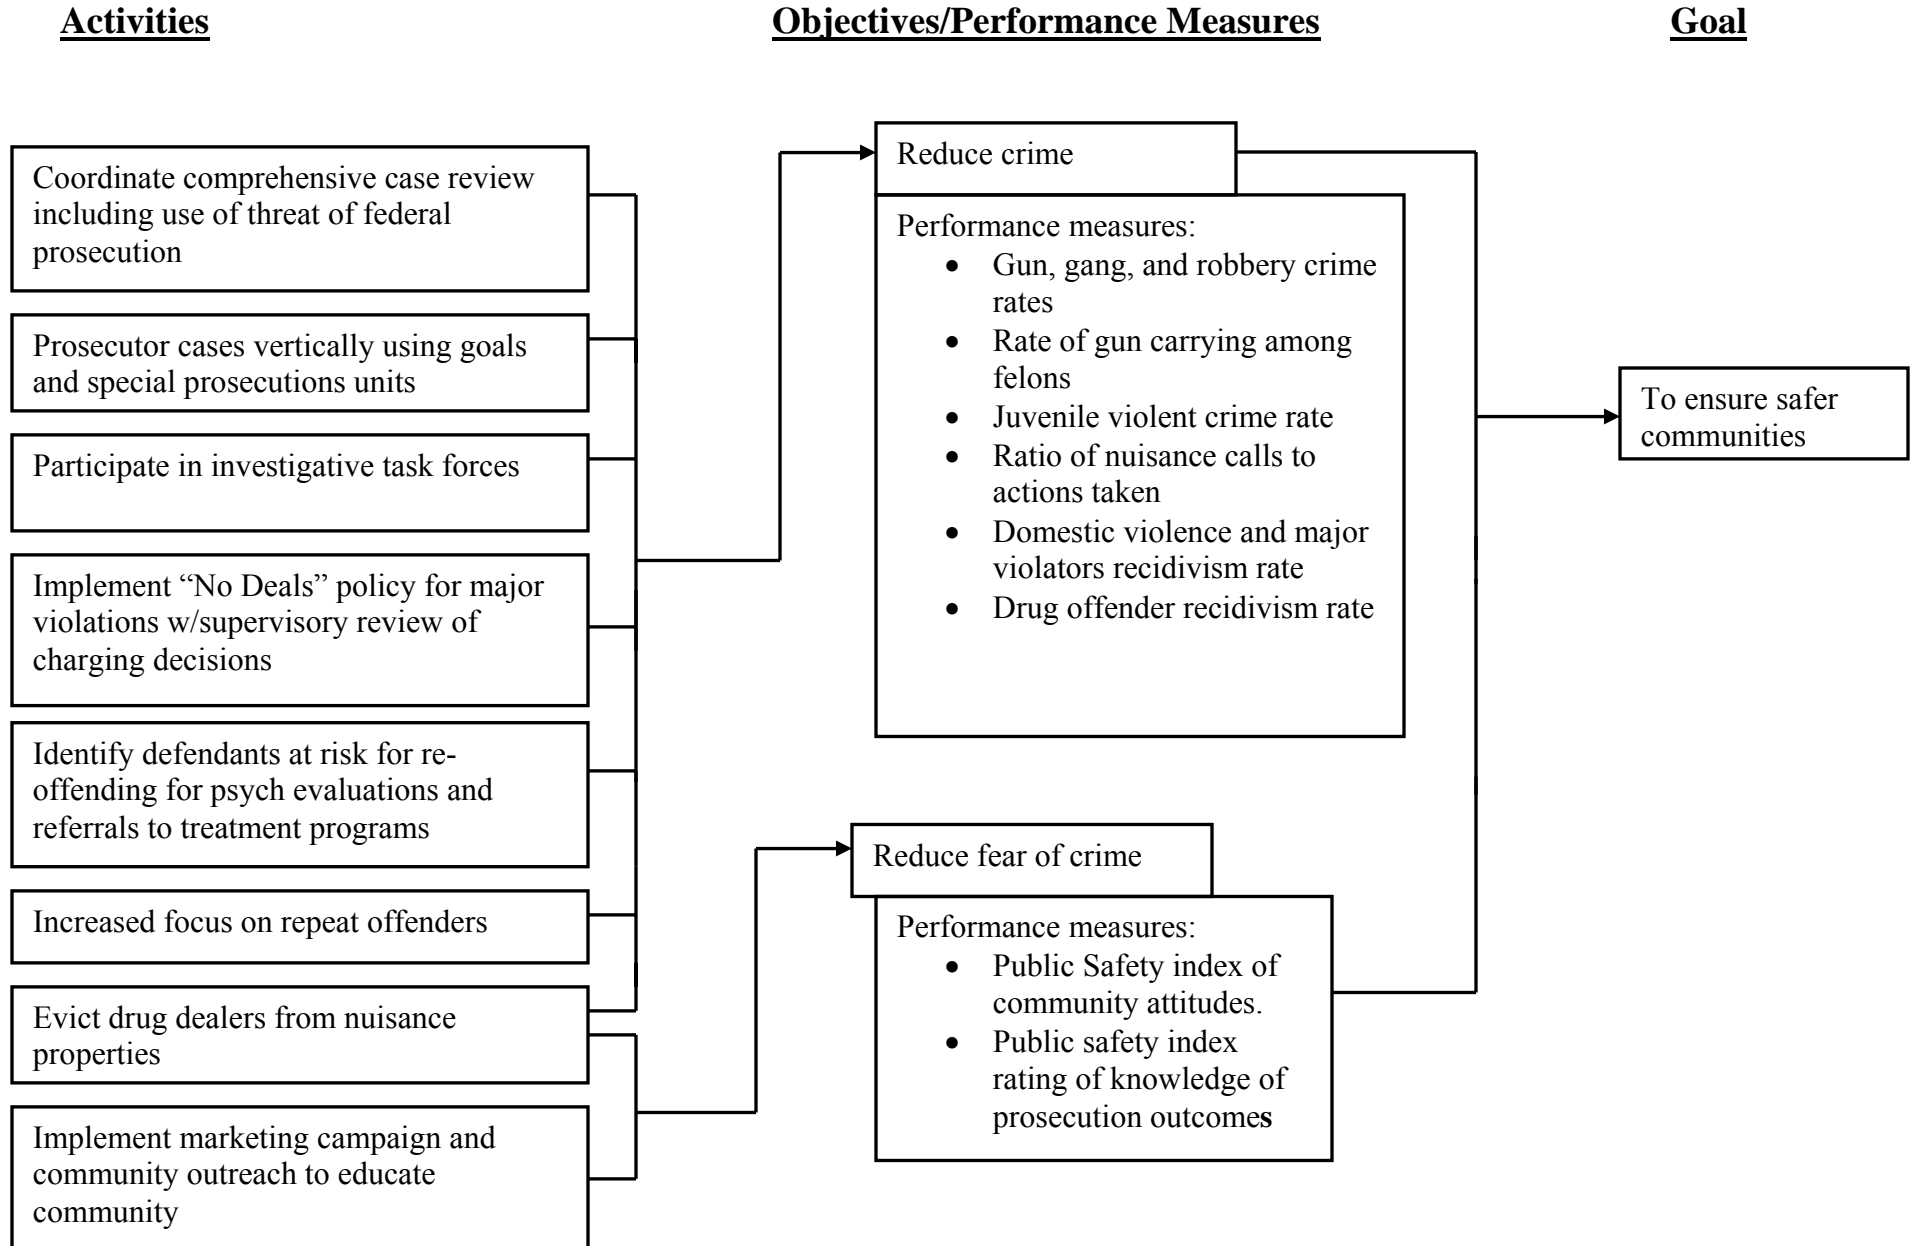 Activities
Objectives/Performance Measures
Goal
Coordinate comprehensive case review
including use of threat of federal
prosecution
Prosecutor cases vertically using goals
and special prosecutions units
Participate in investigative task forces
Implement “No Deals” policy for major
violations w/supervisory review of
charging decisions
Identify defendants at risk for re-
offending for psych evaluations and
referrals to treatment programs
Increased focus on repeat offenders
Evict drug dealers from nuisance
properties
Implement marketing campaign and
community outreach to educate
community
Reduce crime
Performance measures:
• Gun, gang, and robbery crime
rates
• Rate of gun carrying among
felons
• Juvenile violent crime rate
• Ratio of nuisance calls to
actions taken
• Domestic violence and major
violators recidivism rate
• Drug offender recidivism rate
Reduce fear of crime
Performance measures:
• Public Safety index of
community attitudes.
• Public safety index
rating of knowledge of
prosecution outcomes
To ensure safer
communities